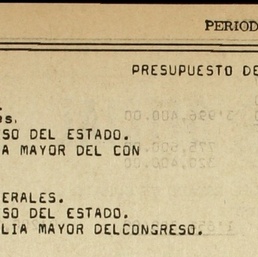 PERIOD
PRESUPUESTO DE
s.
SO DEL ESTADO.
A MAYOR DEL CON
ERALES.
SO DEL ESTADO.
LIA MAYOR DELCONGRESO.